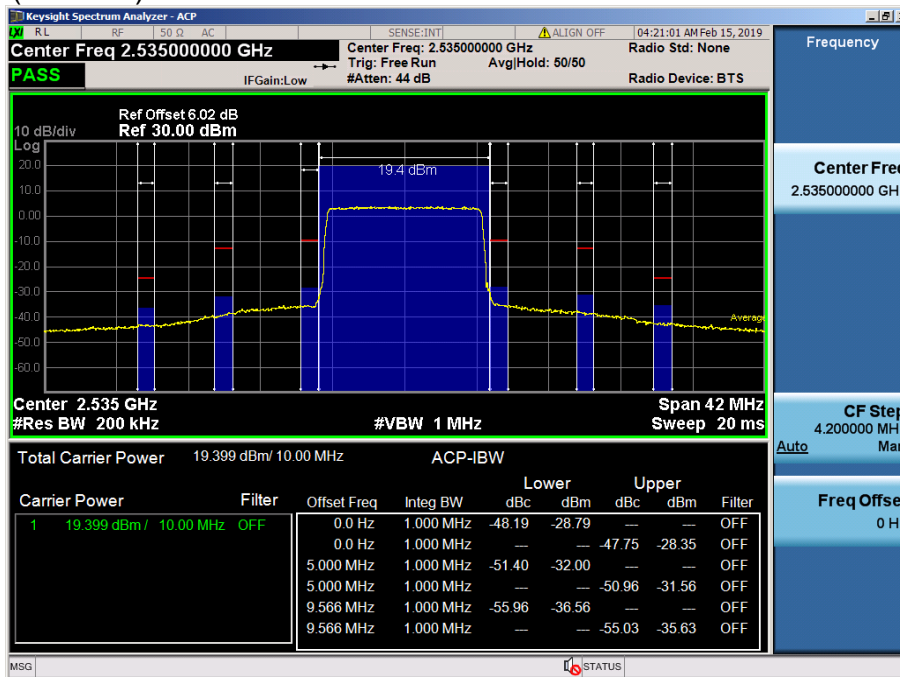 Keysight Spectrum Analyzer - ACP
LXI RL RF 50 Ω AC SENSE:INT ALIGN OFF 04:21:01 AM Feb 15, 2019
Center Freq 2.535000000 GHz
Center Freq: 2.535000000 GHz Radio Std: None
Trig: Free Run Avg|Hold: 50/50
PASS IFGain:Low #Atten: 44 dB Radio Device: BTS
Ref Offset 6.02 dB
10 dB/div Ref 30.00 dBm
Log
20.0
10.0
0.00
-10.0
-20.0
-30.0
-40.0
-50.0
-60.0
19.4 dBm
Average
Center 2.535 GHz Span 42 MHz
#Res BW 200 kHz #VBW 1 MHz Sweep 20 ms
Total Carrier Power 19.399 dBm/ 10.00 MHz ACP-IBW
Lower Upper
Carrier Power Filter Offset Freq Integ BW dBc dBm dBc dBm Filter
1 19.399 dBm / 10.00 MHz OFF 0.0 Hz 1.000 MHz -48.19 -28.79 --- --- OFF
0.0 Hz 1.000 MHz --- --- -47.75 -28.35 OFF
5.000 MHz 1.000 MHz -51.40 -32.00 --- --- OFF
5.000 MHz 1.000 MHz --- --- -50.96 -31.56 OFF
9.566 MHz 1.000 MHz -55.96 -36.56 --- --- OFF
9.566 MHz 1.000 MHz --- --- -55.03 -35.63 OFF
MSG STATUS
Frequency
Center Freq
2.535000000 GH
CF Step
4.200000 MH
Auto Man
Freq Offset
0 H